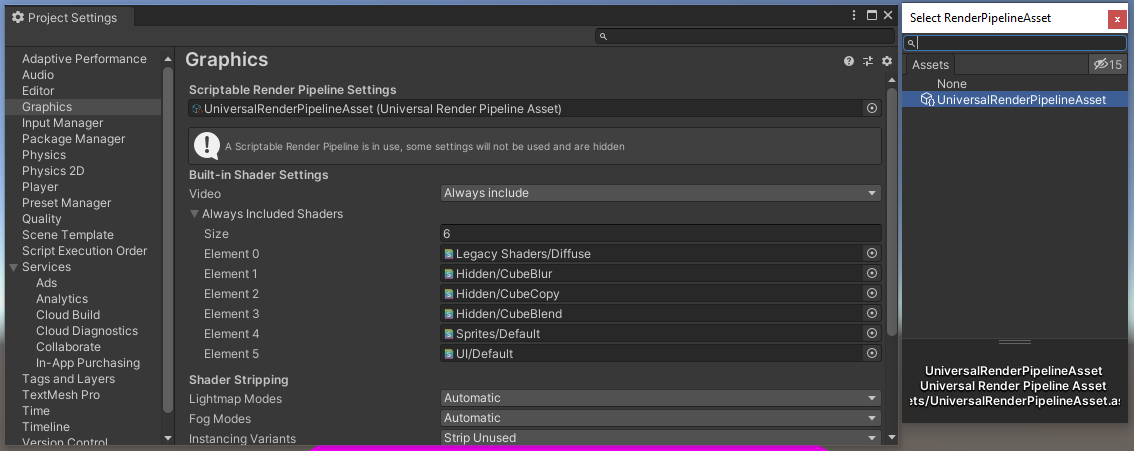 Project Settings
Adaptive Performance
Audio
Editor
Graphics
Input Manager
Package Manager
Physics
Physics 2D
Player
Preset Manager
Quality
Scene Template
Script Execution Order
Services
Ads
Analytics
Cloud Build
Cloud Diagnostics
Collaborate
In-App Purchasing
Tags and Layers
TextMesh Pro
Time
Timeline
Version Control
Graphics
Scriptable Render Pipeline Settings
UniversalRenderPipelineAsset (Universal Render Pipeline Asset)
A Scriptable Render Pipeline is in use, some settings will not be used and are hidden
Built-in Shader Settings
Video Always include
Always Included Shaders
Size 6
Element 0 Legacy Shaders/Diffuse
Element 1 Hidden/CubeBlur
Element 2 Hidden/CubeCopy
Element 3 Hidden/CubeBlend
Element 4 Sprites/Default
Element 5 UI/Default
Shader Stripping
Lightmap Modes Automatic
Fog Modes Automatic
Instancing Variants Strip Unused
Select RenderPipelineAsset
Assets 15
None
UniversalRenderPipelineAsset
UniversalRenderPipelineAsset
Universal Render Pipeline Asset
ets/UniversalRenderPipelineAsset.as